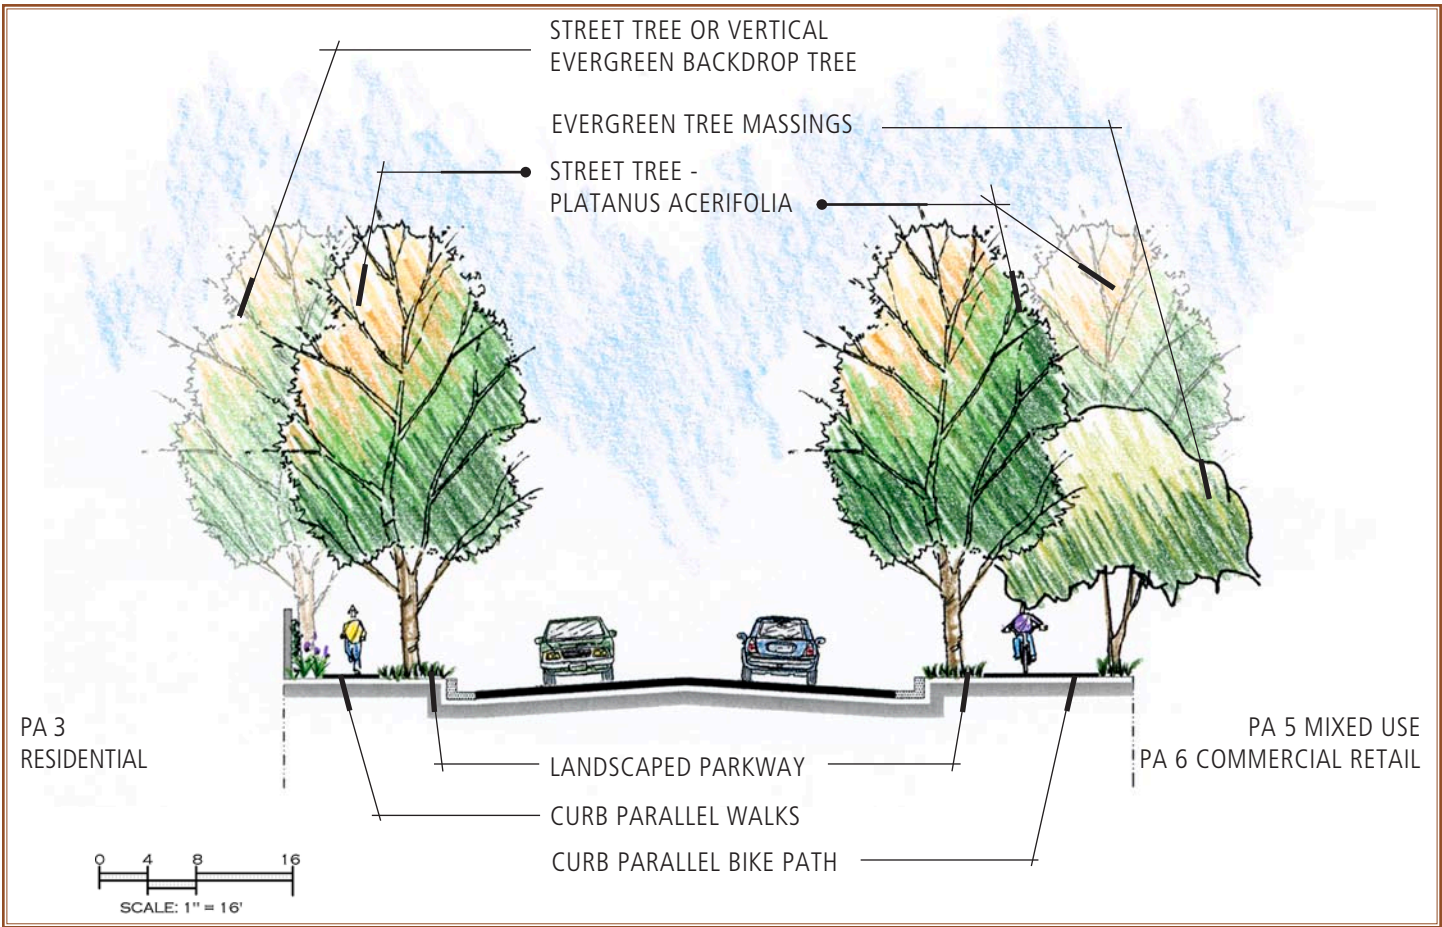 STREET TREE OR VERTICAL
EVERGREEN BACKDROP TREE
EVERGREEN TREE MASSINGS
STREET TREE -
PLATANUS ACERIFOLIA
PA 3
RESIDENTIAL
PA 5 MIXED USE
PA 6 COMMERCIAL RETAIL
LANDSCAPED PARKWAY
CURB PARALLEL WALKS
CURB PARALLEL BIKE PATH
0 4 8 16
SCALE: 1" = 16'